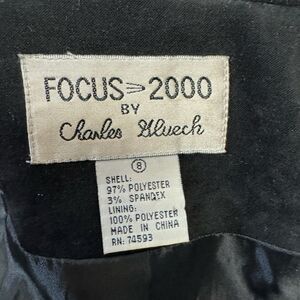 FOCUS 2000
BY
Charles Gluech
8
SHELL:
97% POLYESTER
3% SPANDEX
LINING:
100% POLYESTER
MADE IN CHINA
RN: 74593